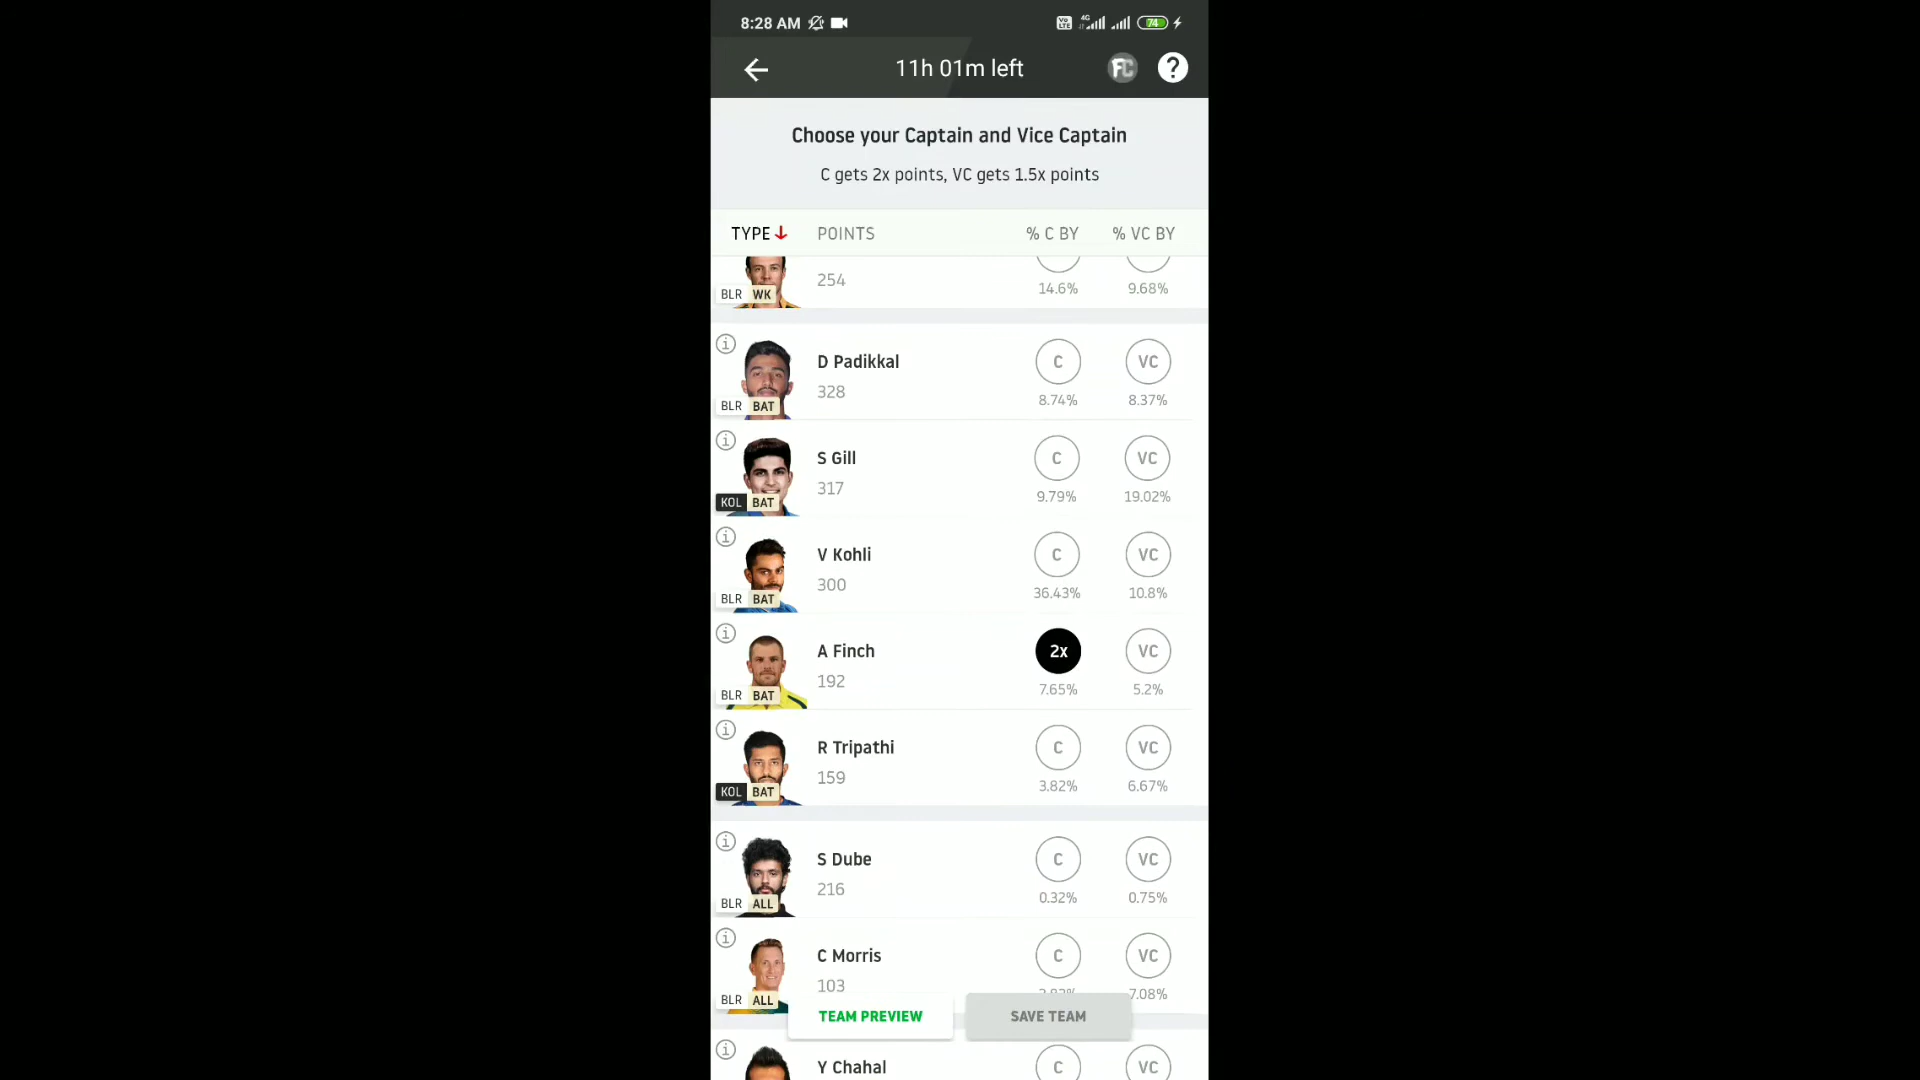 8:28 AM VoLTE 4G 74
11h 01m left FC ?
Choose your Captain and Vice Captain
C gets 2x points, VC gets 1.5x points
TYPE POINTS % C BY % VC BY
254
BLR WK 14.6% 9.68%
D Padikkal C VC
328
BLR BAT 8.74% 8.37%
S Gill C VC
317
KOL BAT 9.79% 19.02%
V Kohli C VC
300
BLR BAT 36.43% 10.8%
A Finch 2x VC
192
BLR BAT 7.65% 5.2%
R Tripathi C VC
159
KOL BAT 3.82% 6.67%
S Dube C VC
216
BLR ALL 0.32% 0.75%
C Morris C VC
103
BLR ALL 7.08%
TEAM PREVIEW SAVE TEAM
Y Chahal C VC